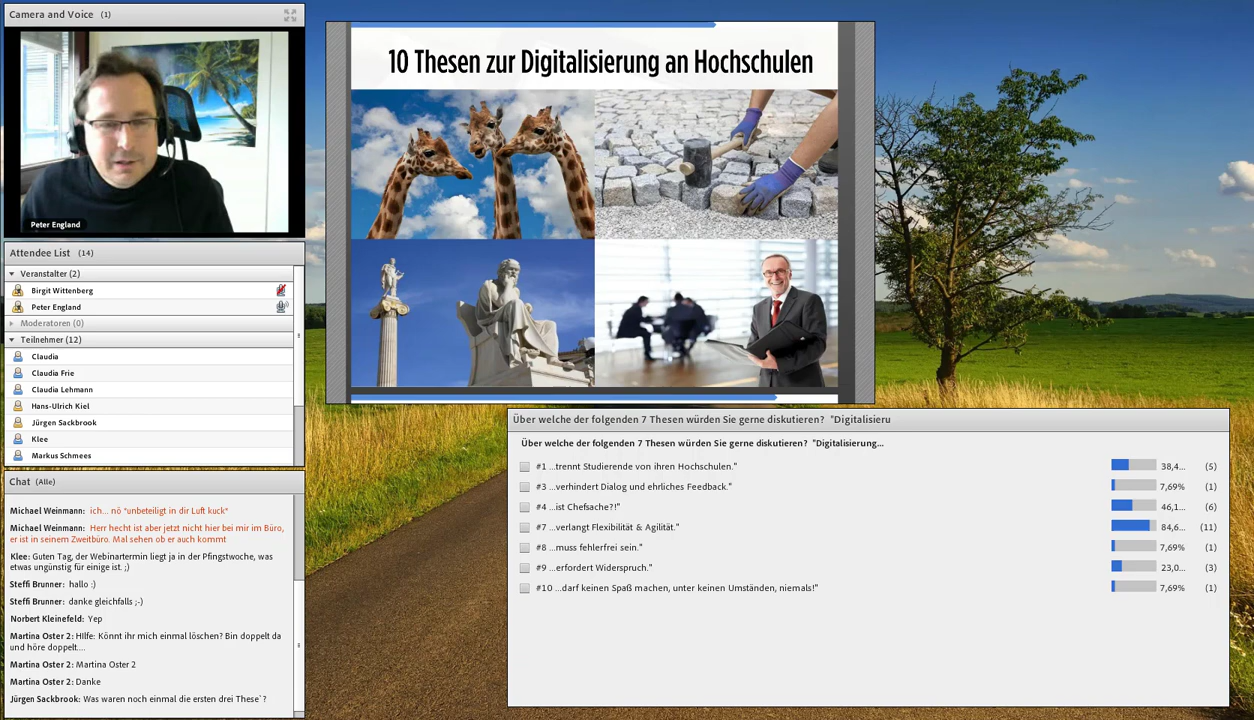 Camera and Voice (1)
Peter England
Attendee List (14)
Veranstalter (2)
Birgit Wittenberg
Peter England
Moderatoren (0)
Teilnehmer (12)
Claudia
Claudia Frie
Claudia Lehmann
Hans-Ulrich Kiel
Jürgen Sackbrook
Klee
Markus Schmees
Chat (Alle)
Michael Weinmann: ich... nö "unbeteiligt in dir Luft kuck"
Michael Weinmann: Herr hecht ist aber jetzt nicht hier bei mir im Büro,
er ist in seinem Zweitbüro. Mal sehen ob er auch kommt
Klee: Guten Tag, der Webinartermin liegt ja in der Pfingstwoche, was
etwas ungünstig für einige ist. ;)
Steffi Brunner: hallo :)
Steffi Brunner: danke gleichfalls ;-)
Norbert Kleinefeld: Yep
Martina Oster 2: HIlfe: Könnt ihr mich einmal löschen? Bin doppelt da
und höre doppelt....
Martina Oster 2: Martina Oster 2
Martina Oster 2: Danke
Jürgen Sackbrook: Was waren noch einmal die ersten drei These`?
10 Thesen zur Digitalisierung an Hochschulen
Über welche der folgenden 7 Thesen würden Sie gerne diskutieren? "Digitalisieru
Über welche der folgenden 7 Thesen würden Sie gerne diskutieren? "Digitalisierung...
#1 ...trennt Studierende von ihren Hochschulen." 38,4... (5)
#3 ...verhindert Dialog und ehrliches Feedback." 7,69% (1)
#4 ...ist Chefsache?!" 46,1... (6)
#7 ...verlangt Flexibilität & Agilität." 84,6... (11)
#8 ...muss fehlerfrei sein." 7,69% (1)
#9 ...erfordert Widerspruch." 23,0... (3)
#10 ...darf keinen Spaß machen, unter keinen Umständen, niemals!" 7,69% (1)